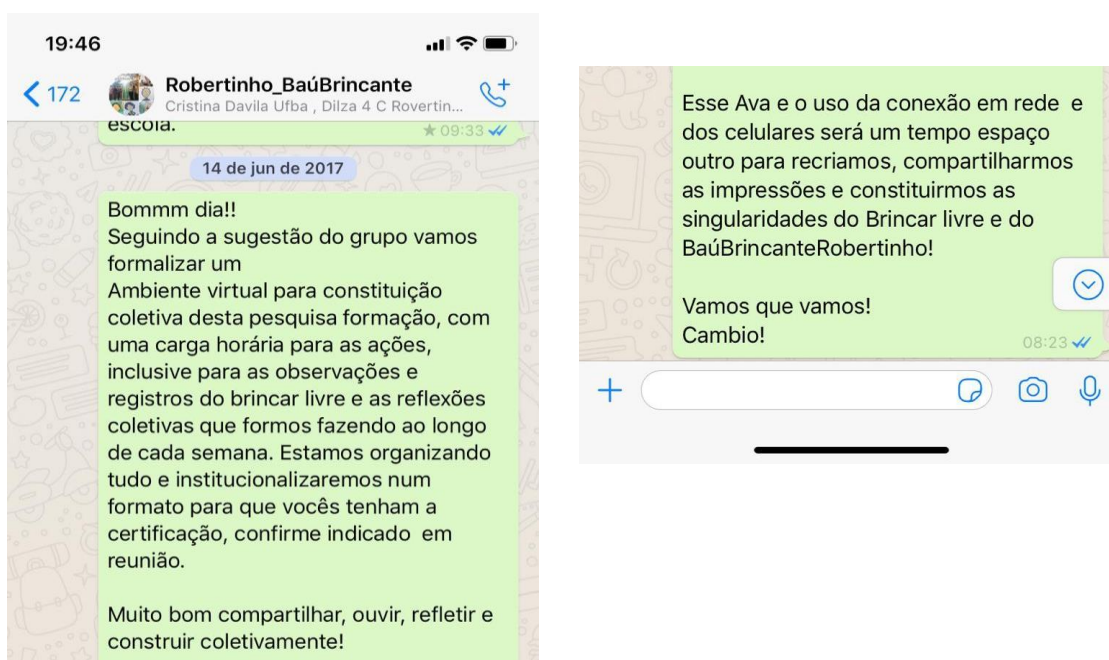 19:46
172
Robertinho_BaúBrincante
Cristina Davila Ufba , Dilza 4 C Rovertin...
escola.
09:33
14 de jun de 2017
Bommm dia!!
Seguindo a sugestão do grupo vamos
formalizar um
Ambiente virtual para constituição
coletiva desta pesquisa formação, com
uma carga horária para as ações,
inclusive para as observações e
registros do brincar livre e as reflexões
coletivas que formos fazendo ao longo
de cada semana. Estamos organizando
tudo e institucionalizaremos num
formato para que vocês tenham a
certificação, confirme indicado  em
reunião.
Muito bom compartilhar, ouvir, refletir e
construir coletivamente!
Esse Ava e o uso da conexão em rede  e
dos celulares será um tempo espaço
outro para recriamos, compartilharmos
as impressões e constituirmos as
singularidades do Brincar livre e do
BaúBrincanteRobertinho!
Vamos que vamos!
Cambio!
08:23